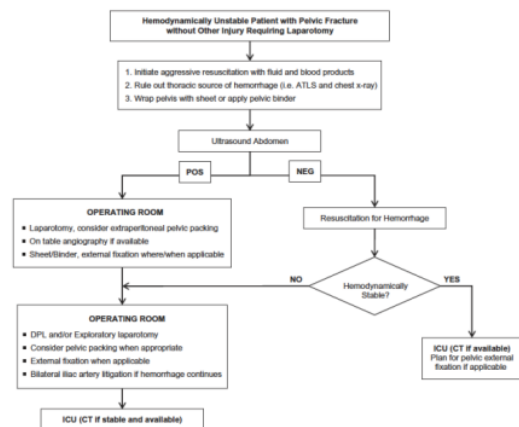 Hemodynamically Unstable Patient with Pelvic Fracture
without Other Injury Requiring Laparotomy
1. Initiate aggressive resuscitation with fluid and blood products
2. Rule out thoracic source of hemorrhage (i.e. ATLS and chest x-ray)
3. Wrap pelvis with sheet or apply pelvic binder
Ultrasound Abdomen
POS
NEG
OPERATING ROOM
▪ Laparotomy, consider extraperitoneal pelvic packing
▪ On table angiography if available
▪ Sheet/Binder, external fixation where/when applicable
Resuscitation for Hemorrhage
NO
Hemodynamically
Stable?
YES
OPERATING ROOM
▪ DPL and/or Exploratory laparotomy
▪ Consider pelvic packing when appropriate
▪ External fixation when applicable
▪ Bilateral iliac artery litigation if hemorrhage continues
ICU (CT if available)
Plan for pelvic external
fixation if applicable
ICU (CT if stable and available)